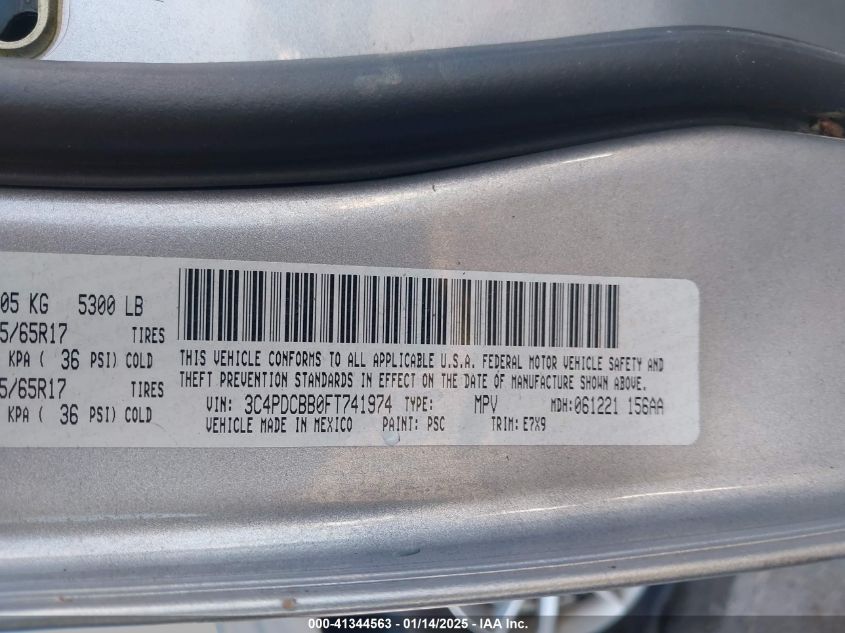 05 KG 5300 LB
5/65R17 TIRES
KPA ( 36 PSI) COLD
5/65R17 TIRES
KPA ( 36 PSI) COLD
THIS VEHICLE CONFORMS TO ALL APPLICABLE U.S.A. FEDERAL MOTOR VEHICLE SAFETY AND
THEFT PREVENTION STANDARDS IN EFFECT ON THE DATE OF MANUFACTURE SHOWN ABOVE.
VIN: 3C4PDCBB0FT741974 TYPE: MPV MDH:061221 156AA
VEHICLE MADE IN MEXICO PAINT: PSC TRIM: E7X9
000-41344563 - 01/14/2025 - IAA Inc.